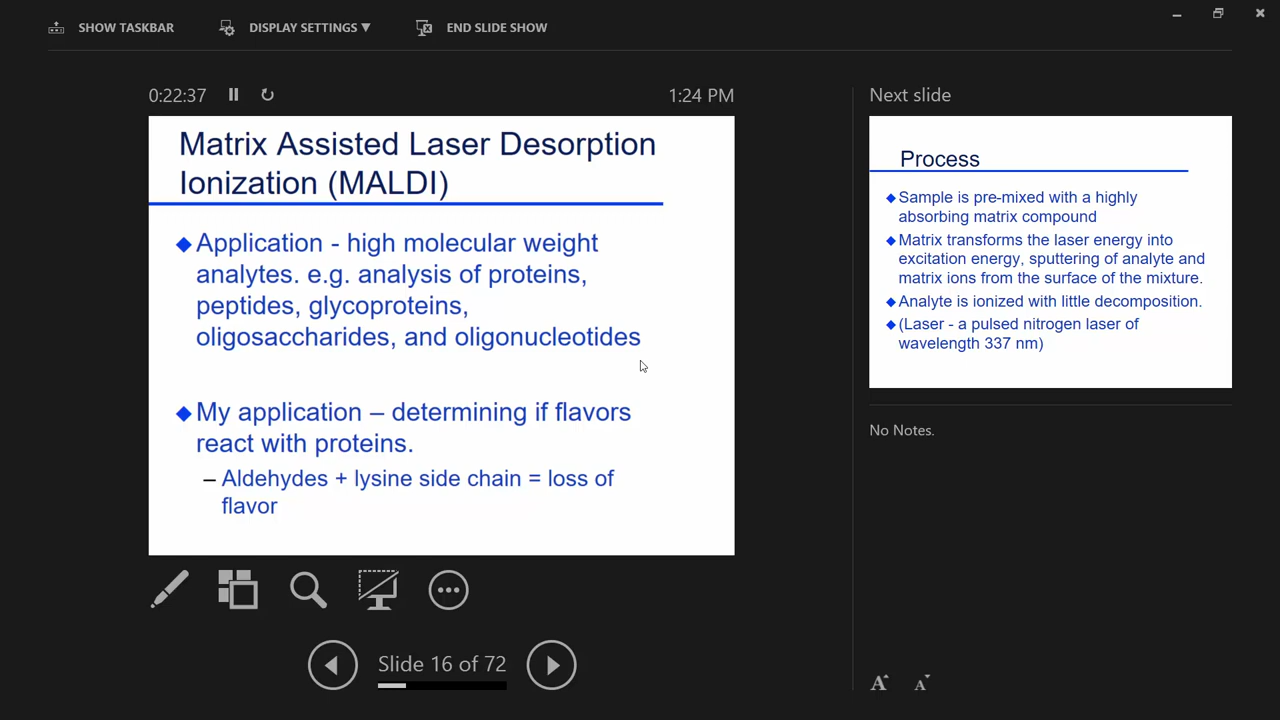 SHOW TASKBAR
DISPLAY SETTINGS ▼
END SLIDE SHOW
0:22:37
1:24 PM
Matrix Assisted Laser Desorption
Ionization (MALDI)
◆Application - high molecular weight
analytes. e.g. analysis of proteins,
peptides, glycoproteins,
oligosaccharides, and oligonucleotides
◆My application – determining if flavors
react with proteins.
– Aldehydes + lysine side chain = loss of
flavor
Slide 16 of 72
Next slide
Process
◆Sample is pre-mixed with a highly
absorbing matrix compound
◆Matrix transforms the laser energy into
excitation energy, sputtering of analyte and
matrix ions from the surface of the mixture.
◆Analyte is ionized with little decomposition.
◆(Laser - a pulsed nitrogen laser of
wavelength 337 nm)
No Notes.
A A